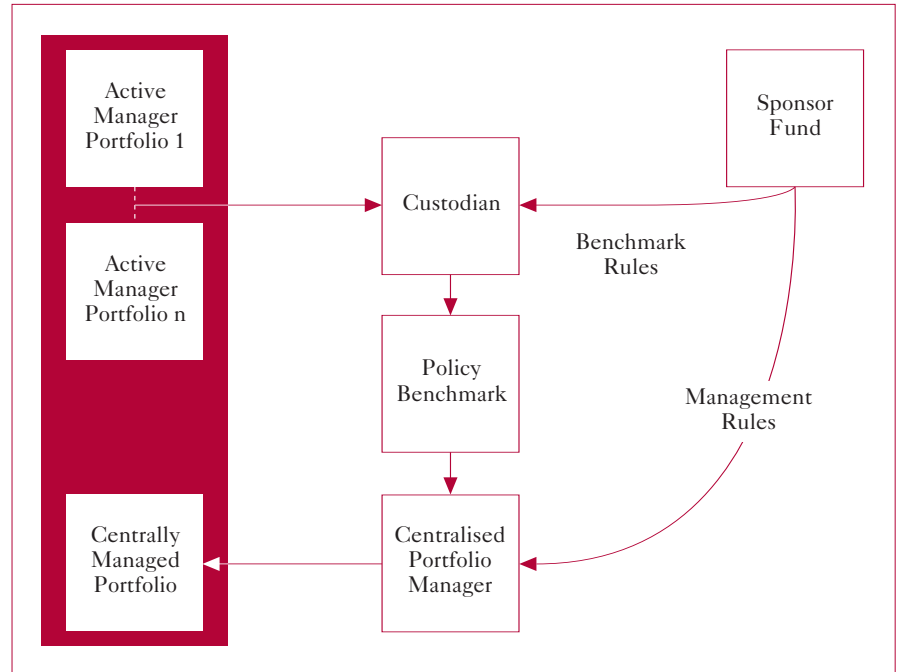 Active
Manager
Portfolio 1
Sponsor
Fund
Custodian
Benchmark
Rules
Active
Manager
Portfolio n
Policy
Benchmark
Management
Rules
Centrally
Managed
Portfolio
Centralised
Portfolio
Manager